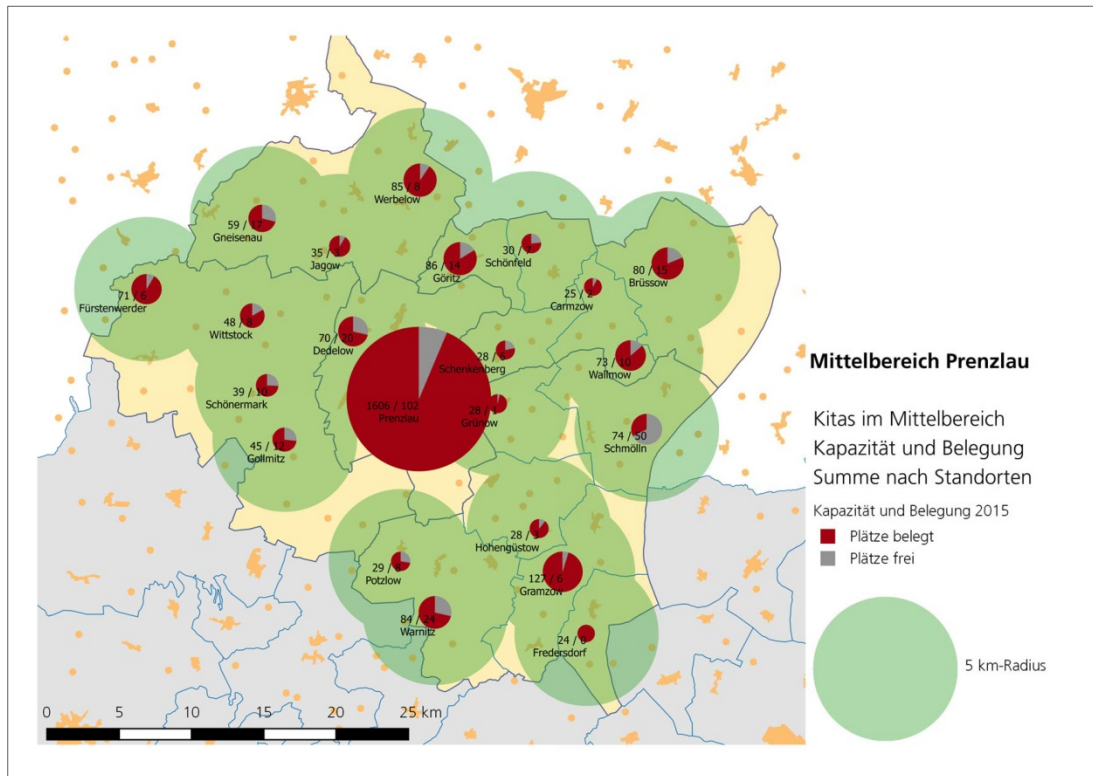 85 / 8
Werbelow
59 / 17
Gneisenau
35 / 3
Jagow
86 / 14
Göritz
30 / 7
Schönfeld
80 / 15
Brüssow
25 / 2
Carmzow
71 / 6
Fürstenwerder
48 / 8
Wittstock
70 / 20
Dedelow
28 / 6
Schenkenberg
73 / 10
Wallmow
39 / 10
Schönermark
1606 / 102
Prenzlau
28 / 1
Grünow
45 / 12
Gollmitz
74 / 50
Schmölln
28 / 3
Hohengüstow
29 / 8
Potzlow
127 / 6
Gramzow
84 / 24
Warnitz
24 / 0
Fredersdorf
0 5 10 15 20 25 km
Mittelbereich Prenzlau
Kitas im Mittelbereich
Kapazität und Belegung
Summe nach Standorten
Kapazität und Belegung 2015
Plätze belegt
Plätze frei
5 km-Radius